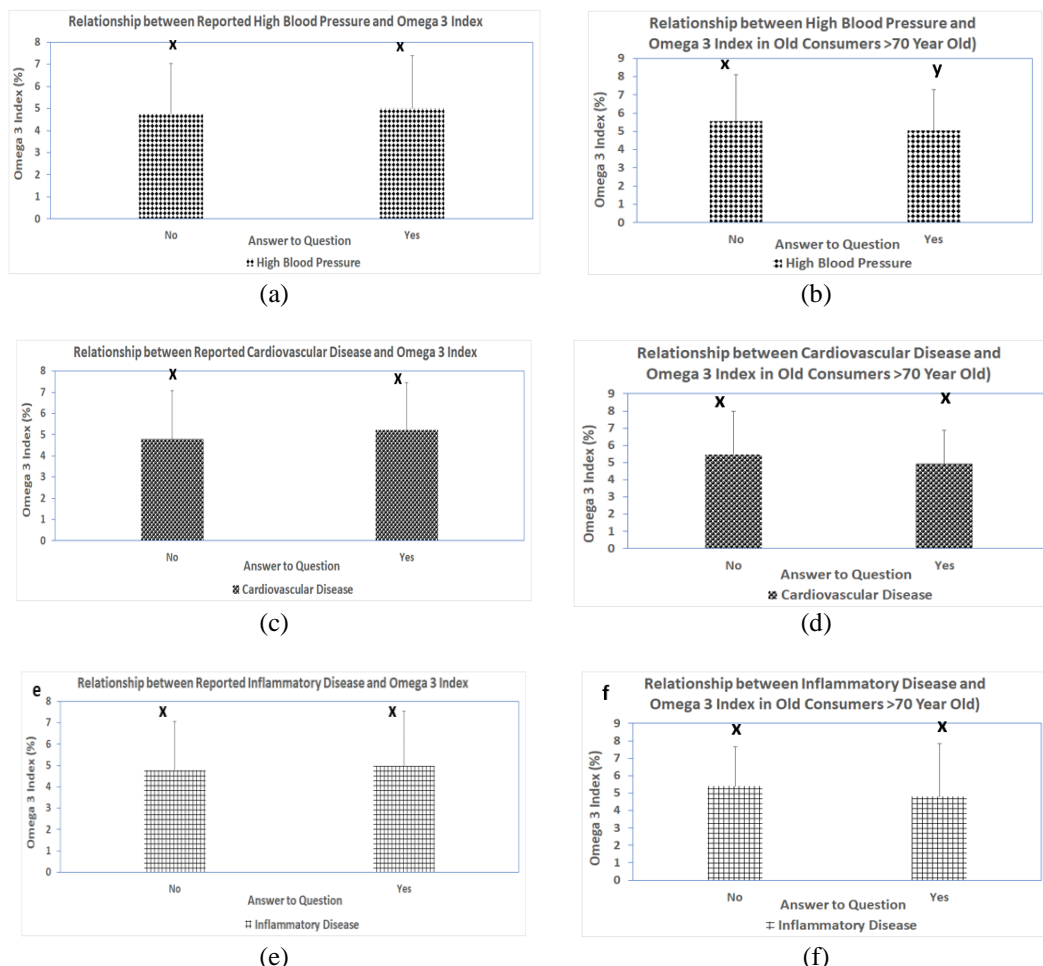 Relationship between Reported High Blood Pressure and Omega 3 Index
x x
8
7
6
5
4
3
2
1
0
Omega 3 Index (%)
No Yes
Answer to Question
High Blood Pressure
(a)
Relationship between High Blood Pressure and
Omega 3 Index in Old Consumers >70 Year Old)
x y
9
8
7
6
5
4
3
2
1
0
Omega 3 Index (%)
No Yes
Answer to Question
High Blood Pressure
(b)
Relationship between Reported Cardiovascular Disease and Omega 3 Index
X X
8
7
6
5
4
3
2
1
0
Omega 3 Index (%)
No Yes
Answer to Question
Cardiovascular Disease
(c)
Relationship between Cardiovascular Disease and
Omega 3 Index in Old Consumers >70 Year Old)
X X
9
8
7
6
5
4
3
2
1
0
Omega 3 Index (%)
No Yes
Answer to Question
Cardiovascular Disease
(d)
e
Relationship between Reported Inflammatory Disease and Omega 3 Index
X X
8
7
6
5
4
3
2
1
0
Omega 3 Index (%)
No Yes
Answer to Question
Inflammatory Disease
(e)
f
Relationship between Inflammatory Disease and
Omega 3 Index in Old Consumers >70 Year Old)
X X
9
8
7
6
5
4
3
2
1
0
Omega 3 Index (%)
No Yes
Answer to Question
Inflammatory Disease
(f)